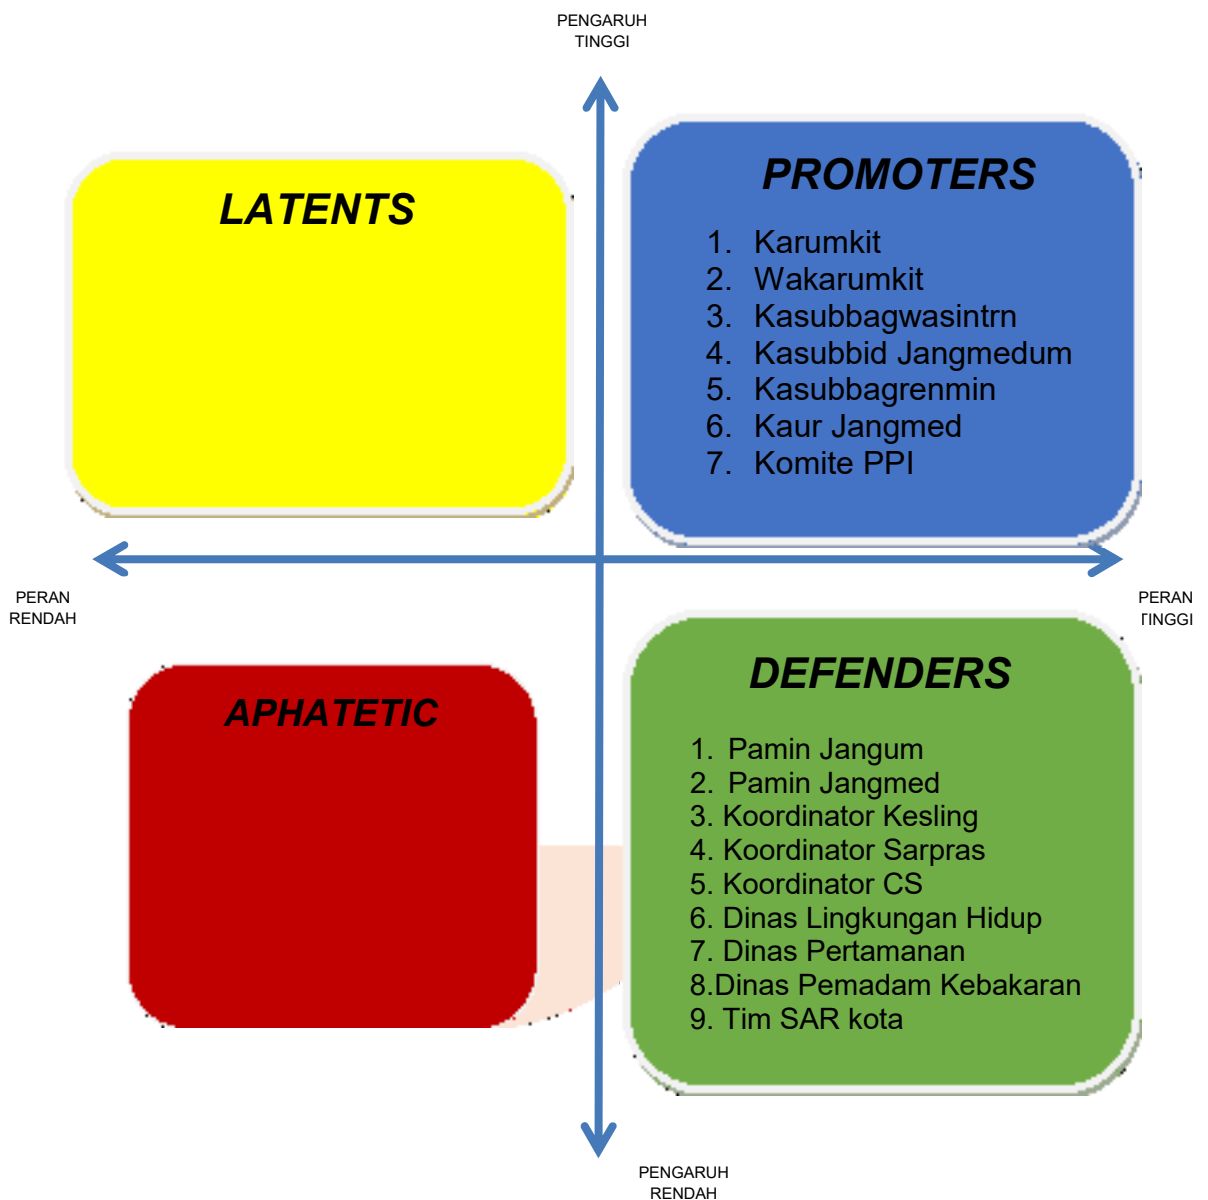 PENGARUH
TINGGI
LATENTS
PROMOTERS
1. Karumkit
2. Wakarumkit
3. Kasubbagwasintrn
4. Kasubbid Jangmedum
5. Kasubbagrenmin
6. Kaur Jangmed
7. Komite PPI
PERAN
RENDAH
PERAN
TINGGI
APHATETIC
DEFENDERS
1. Pamin Jangum
2. Pamin Jangmed
3. Koordinator Kesling
4. Koordinator Sarpras
5. Koordinator CS
6. Dinas Lingkungan Hidup
7. Dinas Pertamanan
8.Dinas Pemadam Kebakaran
9. Tim SAR kota
PENGARUH
RENDAH